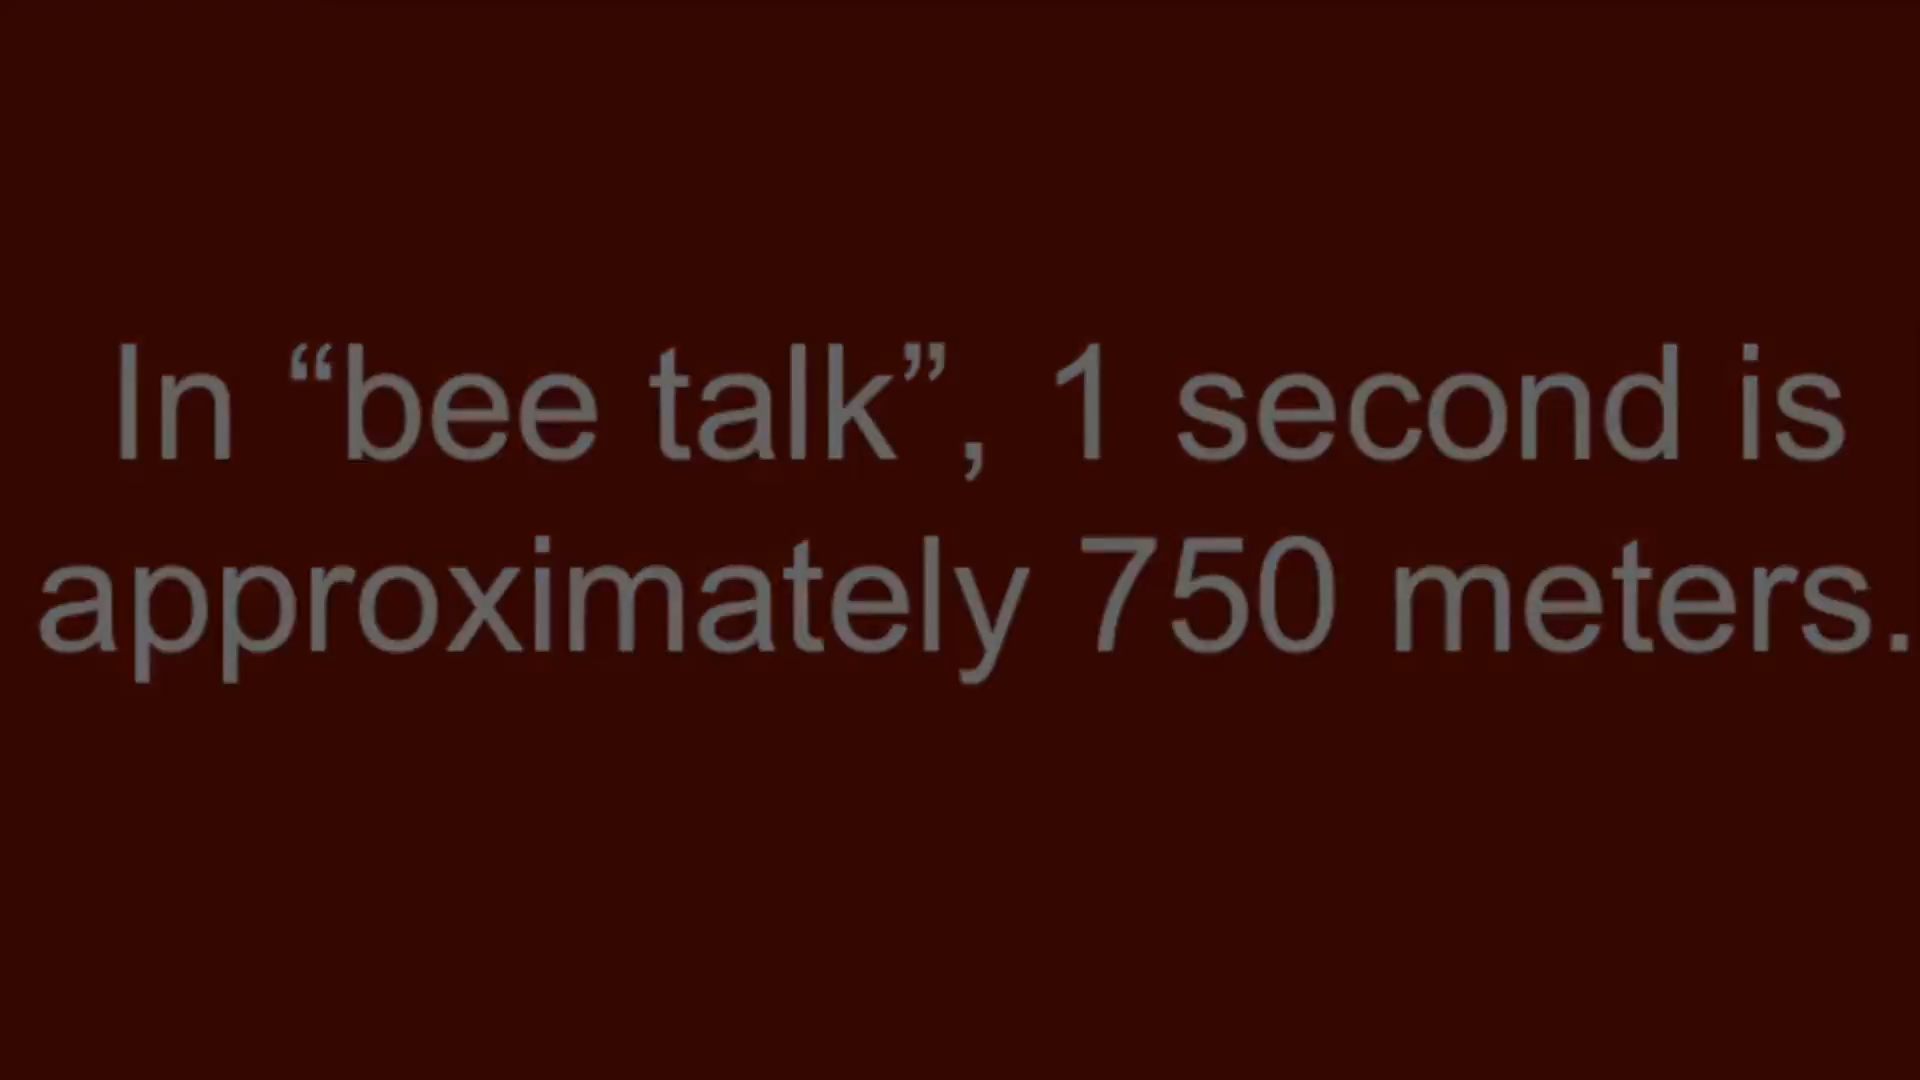 In “bee talk”, 1 second is
approximately 750 meters.